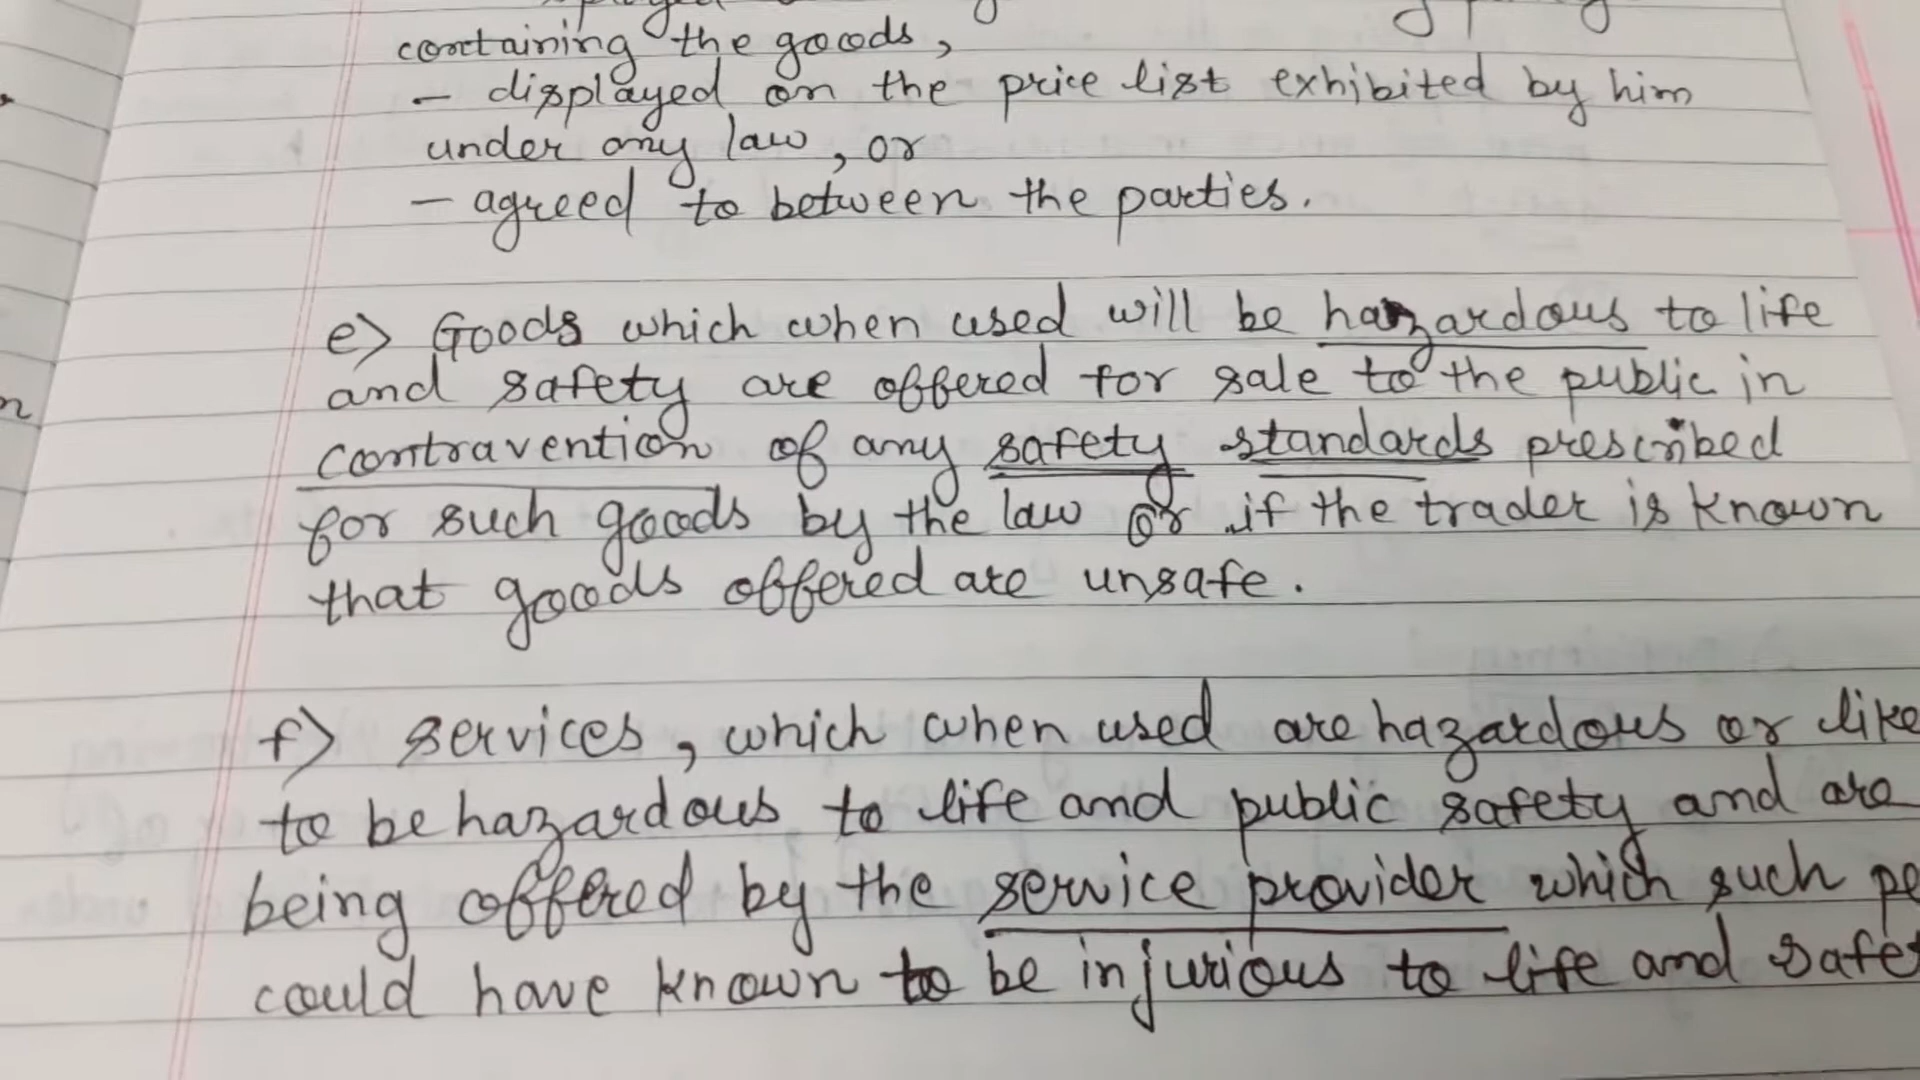 containing the goods,
- displayed on the price list exhibited by him
under any law, or
- agreed to between the parties.
e> Goods which when used will be hazardous to life
and safety are offered for sale to the public in
contravention of any safety standards prescribed
for such goods by the law or if the trader is known
that goods offered are unsafe.
f> services, which when used are hazardous or like
to be hazardous to life and public safety and are
being offered by the service provider which such pe
could have known to be injurious to life and safet